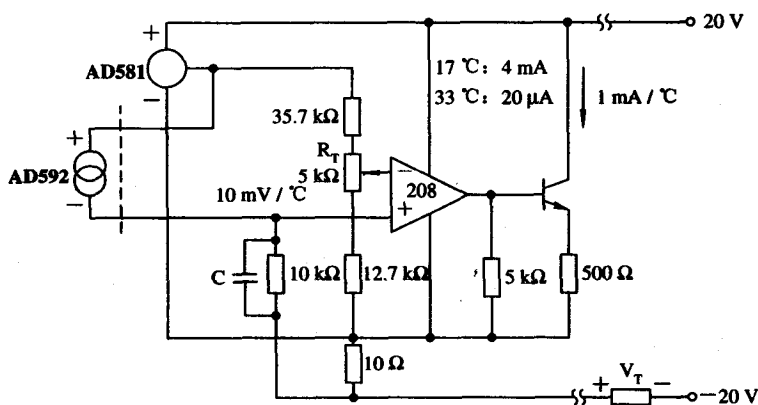 +
20 V
AD581
17 ℃：4 mA
33 ℃：20 μA
1 mA / ℃
−
35.7 kΩ
+
R_T
5 kΩ
−
208
+
AD592
−
10 mV / ℃
C
10 kΩ
12.7 kΩ
5 kΩ
500 Ω
10 Ω
V_T
+
−
−20 V